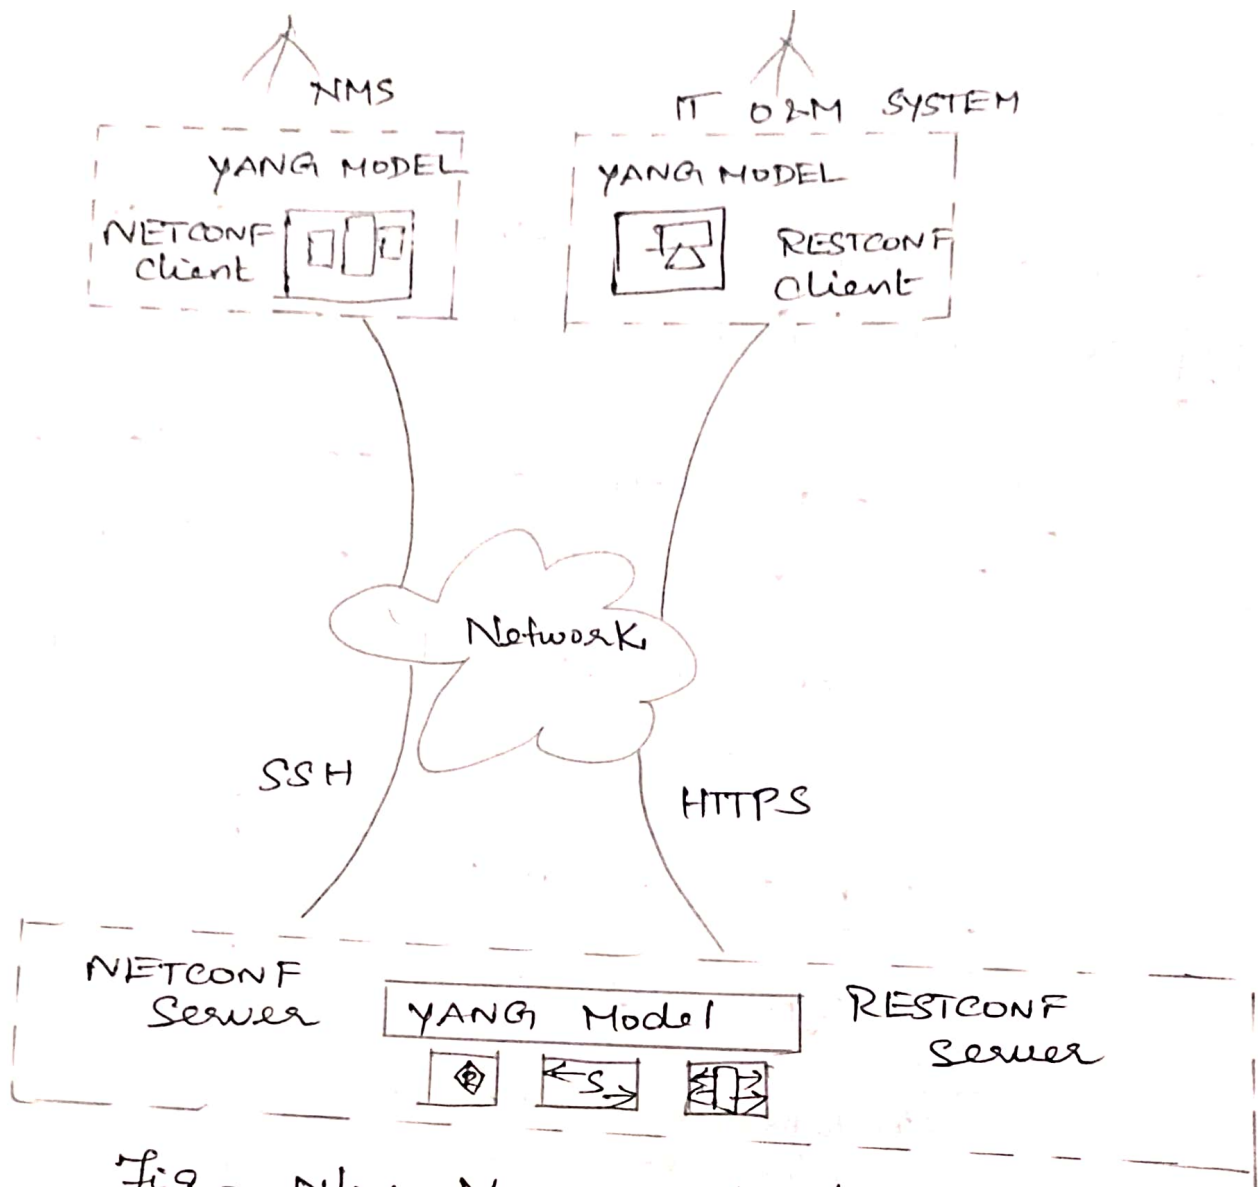 NMS
IT O&M SYSTEM
YANG MODEL
NETCONF
Client
YANG MODEL
RESTCONF
Client
Network
SSH
HTTPS
NETCONF
Server
YANG Model
RESTCONF
Server
R
S
Fig